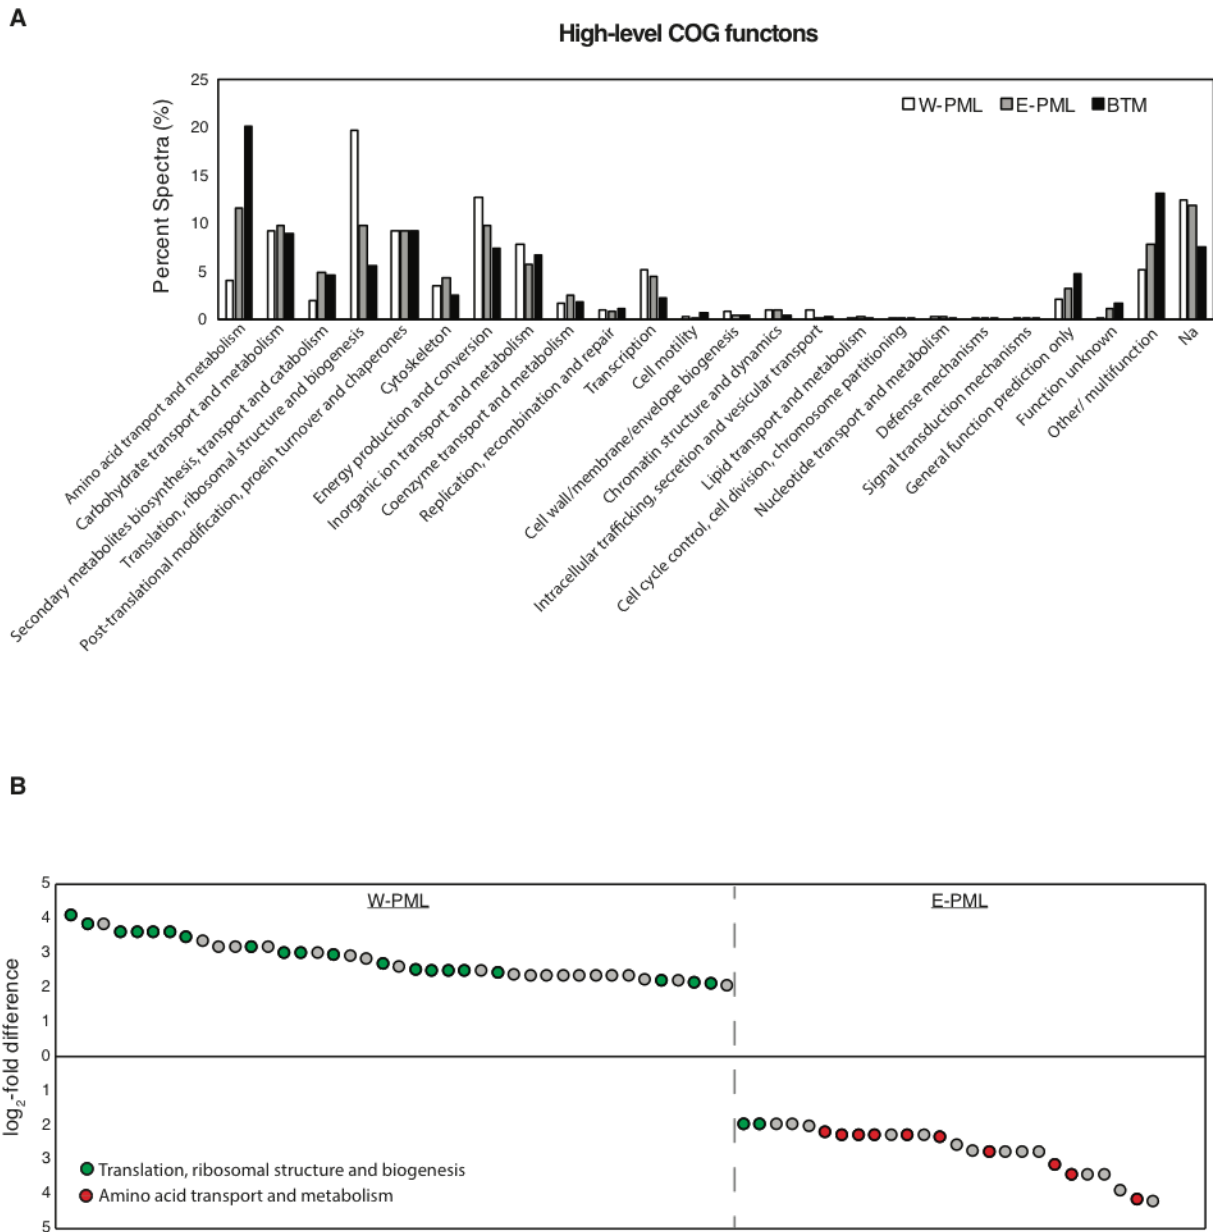 A
High-level COG functons
Percent Spectra (%)
25
20
15
10
5
0
W-PML E-PML BTM
Amino acid tranport and metabolism
Carbohydrate transport and metabolism
Secondary metabolites biosynthesis, transport and catabolism
Translation, ribosomal structure and biogenesis
Post-translational modification, proein turnover and chaperones
Cytoskeleton
Energy production and conversion
Inorganic ion transport and metabolism
Coenzyme transport and metabolism
Replication, recombination and repair
Transcription
Cell motility
Cell wall/membrane/envelope biogenesis
Chromatin structure and dynamics
Intracellular trafficking, secretion and vesicular transport
Lipid transport and metabolism
Cell cycle control, cell division, chromosome partitioning
Nucleotide transport and metabolism
Defense mechanisms
Signal transduction mechanisms
General function prediction only
Function unknown
Other/ multifunction
Na
B
log2-fold difference
5
4
3
2
1
0
1
2
3
4
5
W-PML
E-PML
Translation, ribosomal structure and biogenesis
Amino acid transport and metabolism